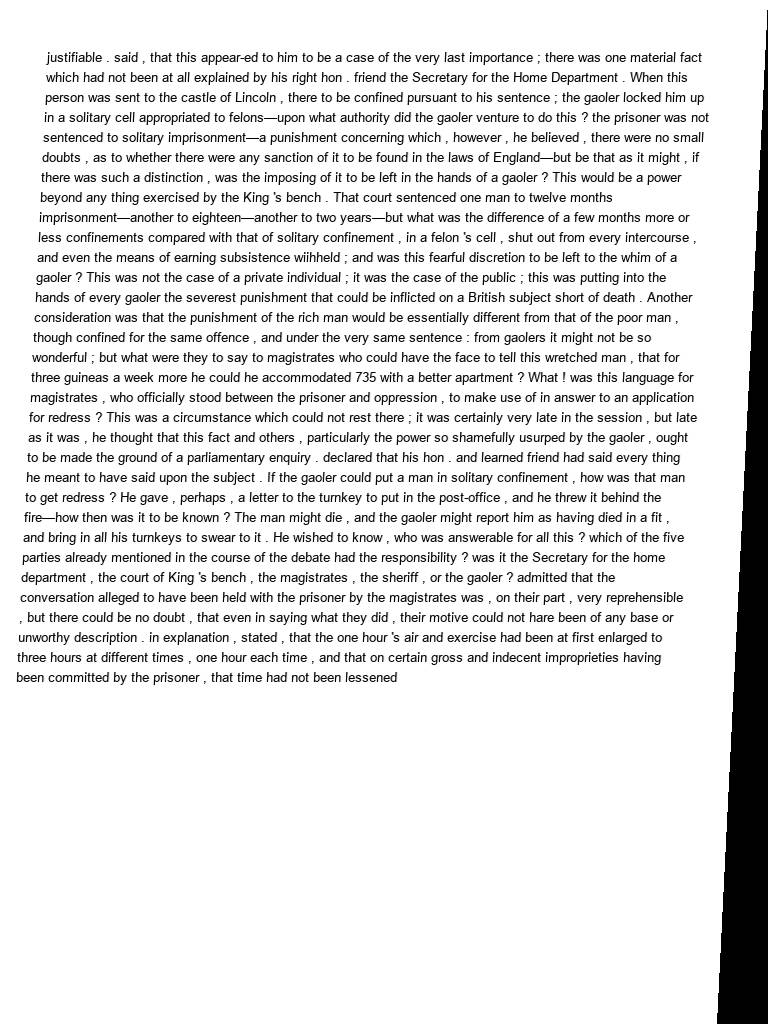 justifiable . said , that this appear-ed to him to be a case of the very last importance ; there was one material fact
which had not been at all explained by his right hon . friend the Secretary for the Home Department . When this
person was sent to the castle of Lincoln , there to be confined pursuant to his sentence ; the gaoler locked him up
in a solitary cell appropriated to felons—upon what authority did the gaoler venture to do this ? the prisoner was not
sentenced to solitary imprisonment—a punishment concerning which , however , he believed , there were no small
doubts , as to whether there were any sanction of it to be found in the laws of England—but be that as it might , if
there was such a distinction , was the imposing of it to be left in the hands of a gaoler ? This would be a power
beyond any thing exercised by the King 's bench . That court sentenced one man to twelve months
imprisonment—another to eighteen—another to two years—but what was the difference of a few months more or
less confinements compared with that of solitary confinement , in a felon 's cell , shut out from every intercourse ,
and even the means of earning subsistence wiihheld ; and was this fearful discretion to be left to the whim of a
gaoler ? This was not the case of a private individual ; it was the case of the public ; this was putting into the
hands of every gaoler the severest punishment that could be inflicted on a British subject short of death . Another
consideration was that the punishment of the rich man would be essentially different from that of the poor man ,
though confined for the same offence , and under the very same sentence : from gaolers it might not be so
wonderful ; but what were they to say to magistrates who could have the face to tell this wretched man , that for
three guineas a week more he could he accommodated 735 with a better apartment ? What ! was this language for
magistrates , who officially stood between the prisoner and oppression , to make use of in answer to an application
for redress ? This was a circumstance which could not rest there ; it was certainly very late in the session , but late
as it was , he thought that this fact and others , particularly the power so shamefully usurped by the gaoler , ought
to be made the ground of a parliamentary enquiry . declared that his hon . and learned friend had said every thing
he meant to have said upon the subject . If the gaoler could put a man in solitary confinement , how was that man
to get redress ? He gave , perhaps , a letter to the turnkey to put in the post-office , and he threw it behind the
fire—how then was it to be known ? The man might die , and the gaoler might report him as having died in a fit ,
and bring in all his turnkeys to swear to it . He wished to know , who was answerable for all this ? which of the five
parties already mentioned in the course of the debate had the responsibility ? was it the Secretary for the home
department , the court of King 's bench , the magistrates , the sheriff , or the gaoler ? admitted that the
conversation alleged to have been held with the prisoner by the magistrates was , on their part , very reprehensible
, but there could be no doubt , that even in saying what they did , their motive could not hare been of any base or
unworthy description . in explanation , stated , that the one hour 's air and exercise had been at first enlarged to
three hours at different times , one hour each time , and that on certain gross and indecent improprieties having
been committed by the prisoner , that time had not been lessened